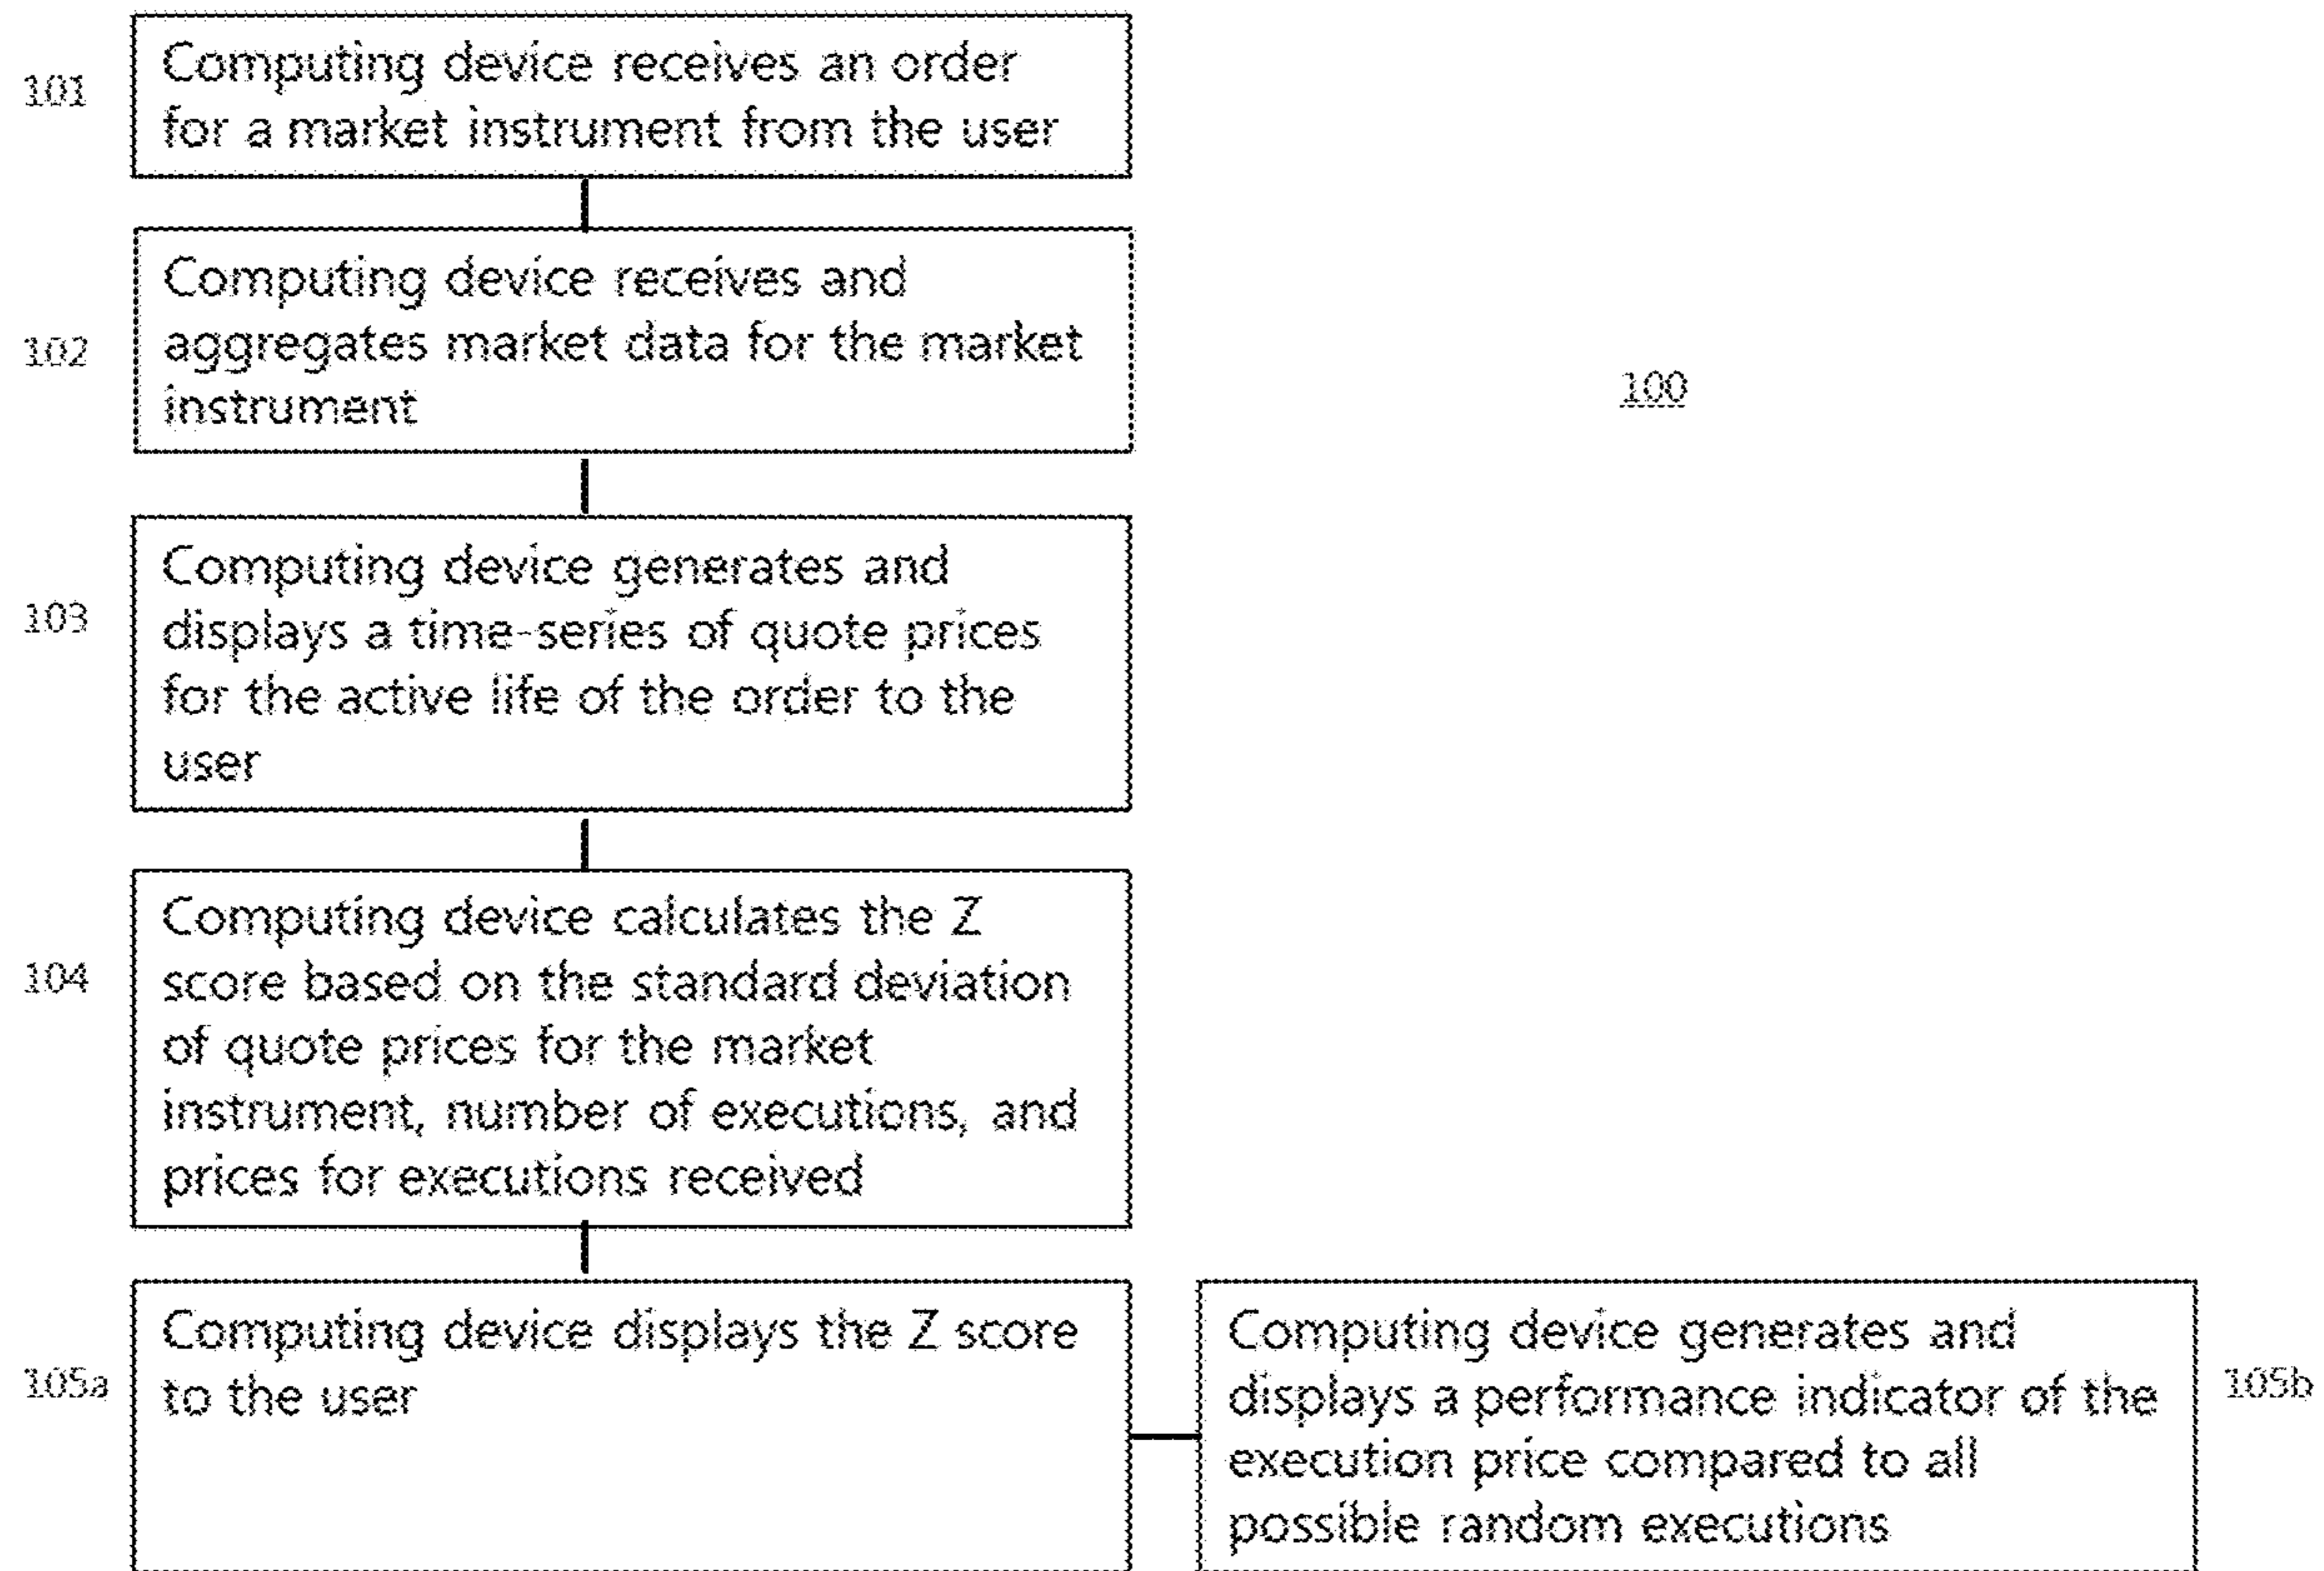 101
Computing device receives an order
for a market instrument from the user
102
Computing device receives and
aggregates market data for the market
instrument
100
103
Computing device generates and
displays a time-series of quote prices
for the active life of the order to the
user
104
Computing device calculates the Z
score based on the standard deviation
of quote prices for the market
instrument, number of executions, and
prices for executions received
105a
Computing device displays the Z score
to the user
Computing device generates and
displays a performance indicator of the
execution price compared to all
possible random executions
105b